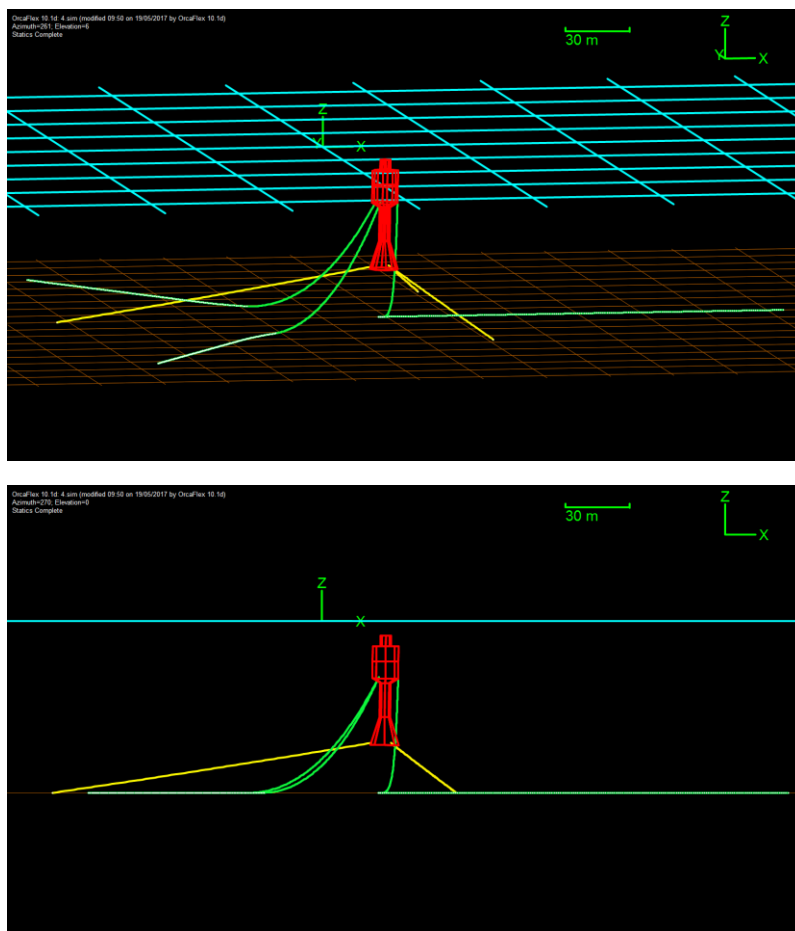 OrcaFlex 10.1d: 4.sim (modified 09:50 on 19/05/2017 by OrcaFlex 10.1d)
Azimuth=261; Elevation=6
Statics Complete
30 m
Z
Y
X
Z
X
OrcaFlex 10.1d: 4.sim (modified 09:50 on 19/05/2017 by OrcaFlex 10.1d)
Azimuth=270; Elevation=0
Statics Complete
30 m
Z
X
Z
X